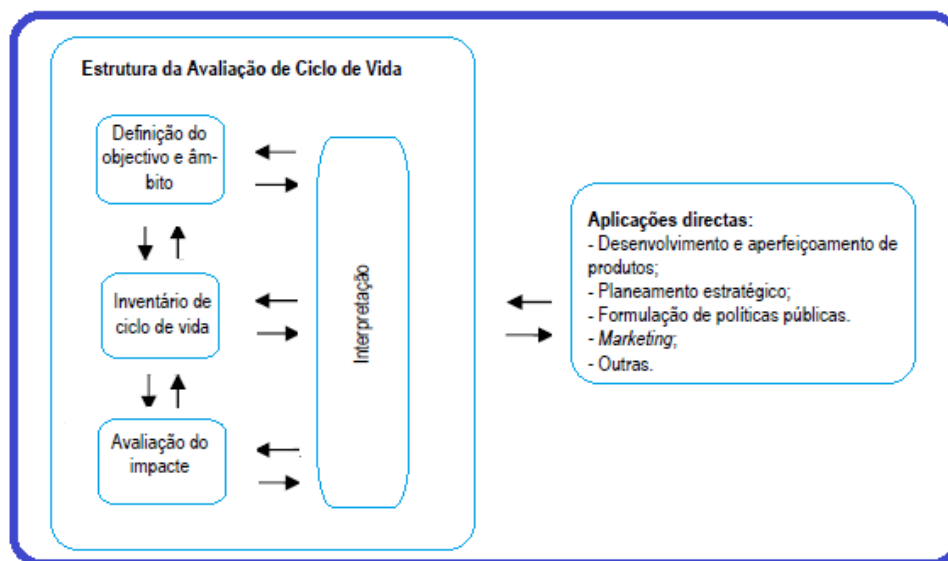 Estrutura da Avaliação de Ciclo de Vida
Definição do
objectivo e âm-
bito
Inventário de
ciclo de vida
Avaliação do
impacte
Interpretação
Aplicações directas:
- Desenvolvimento e aperfeiçoamento de
produtos;
- Planeamento estratégico;
- Formulação de políticas públicas.
- Marketing;
- Outras.